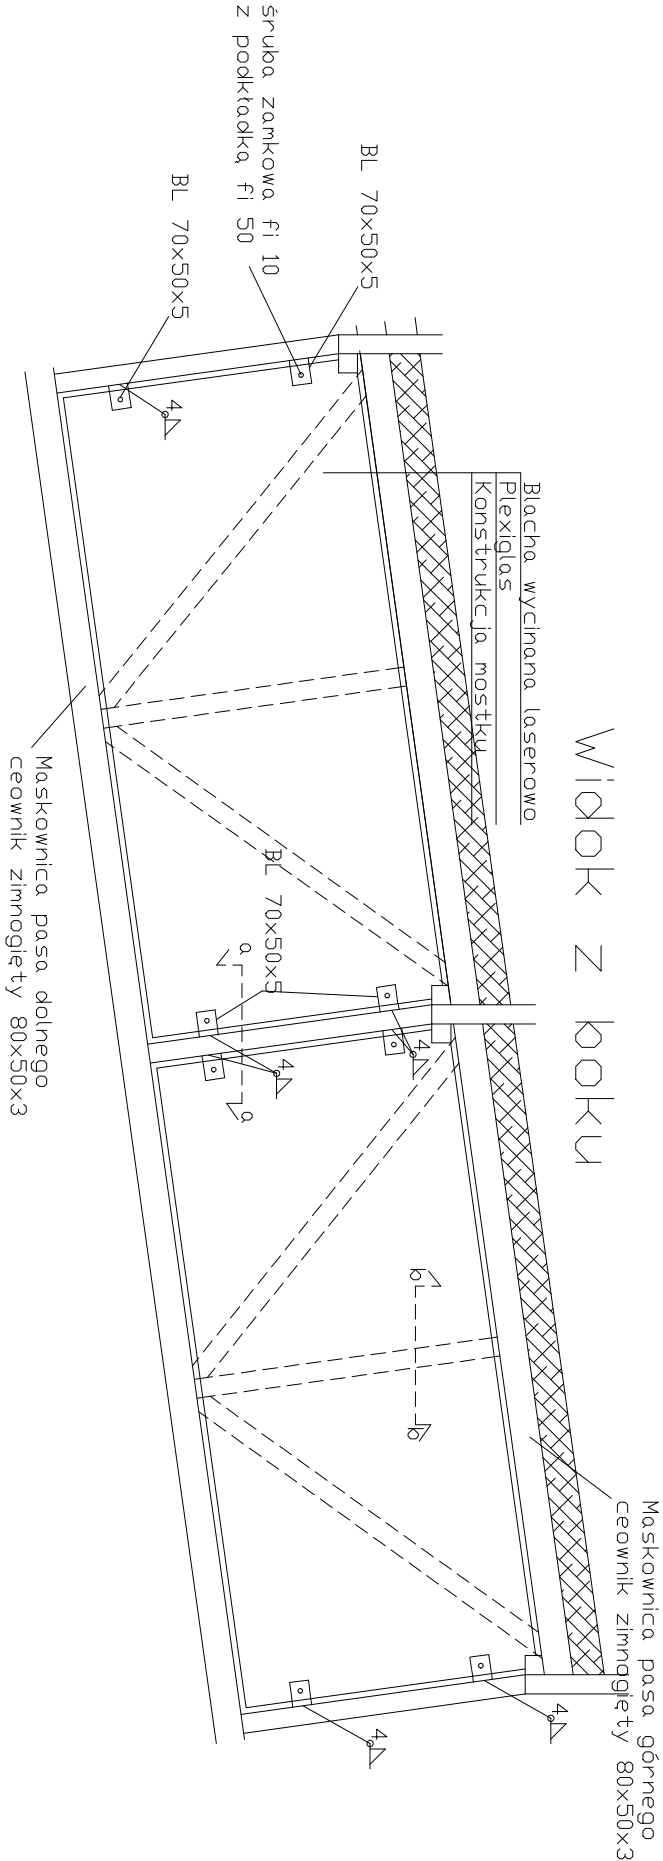 Widok z boku
Maskownica pasa górnego
ceownik zimnogięty 80x50x3
Blacha wycinana laserowo
Plexiglas
Konstrukcja mostku
BL 70x50x5
śruba zamkowa fi 10
z podkładką fi 50
BL 70x50x5
4
4
BL 70x50x5
4
4
a
a
b
b
4
4
Maskownica pasa dolnego
ceownik zimnogięty 80x50x3